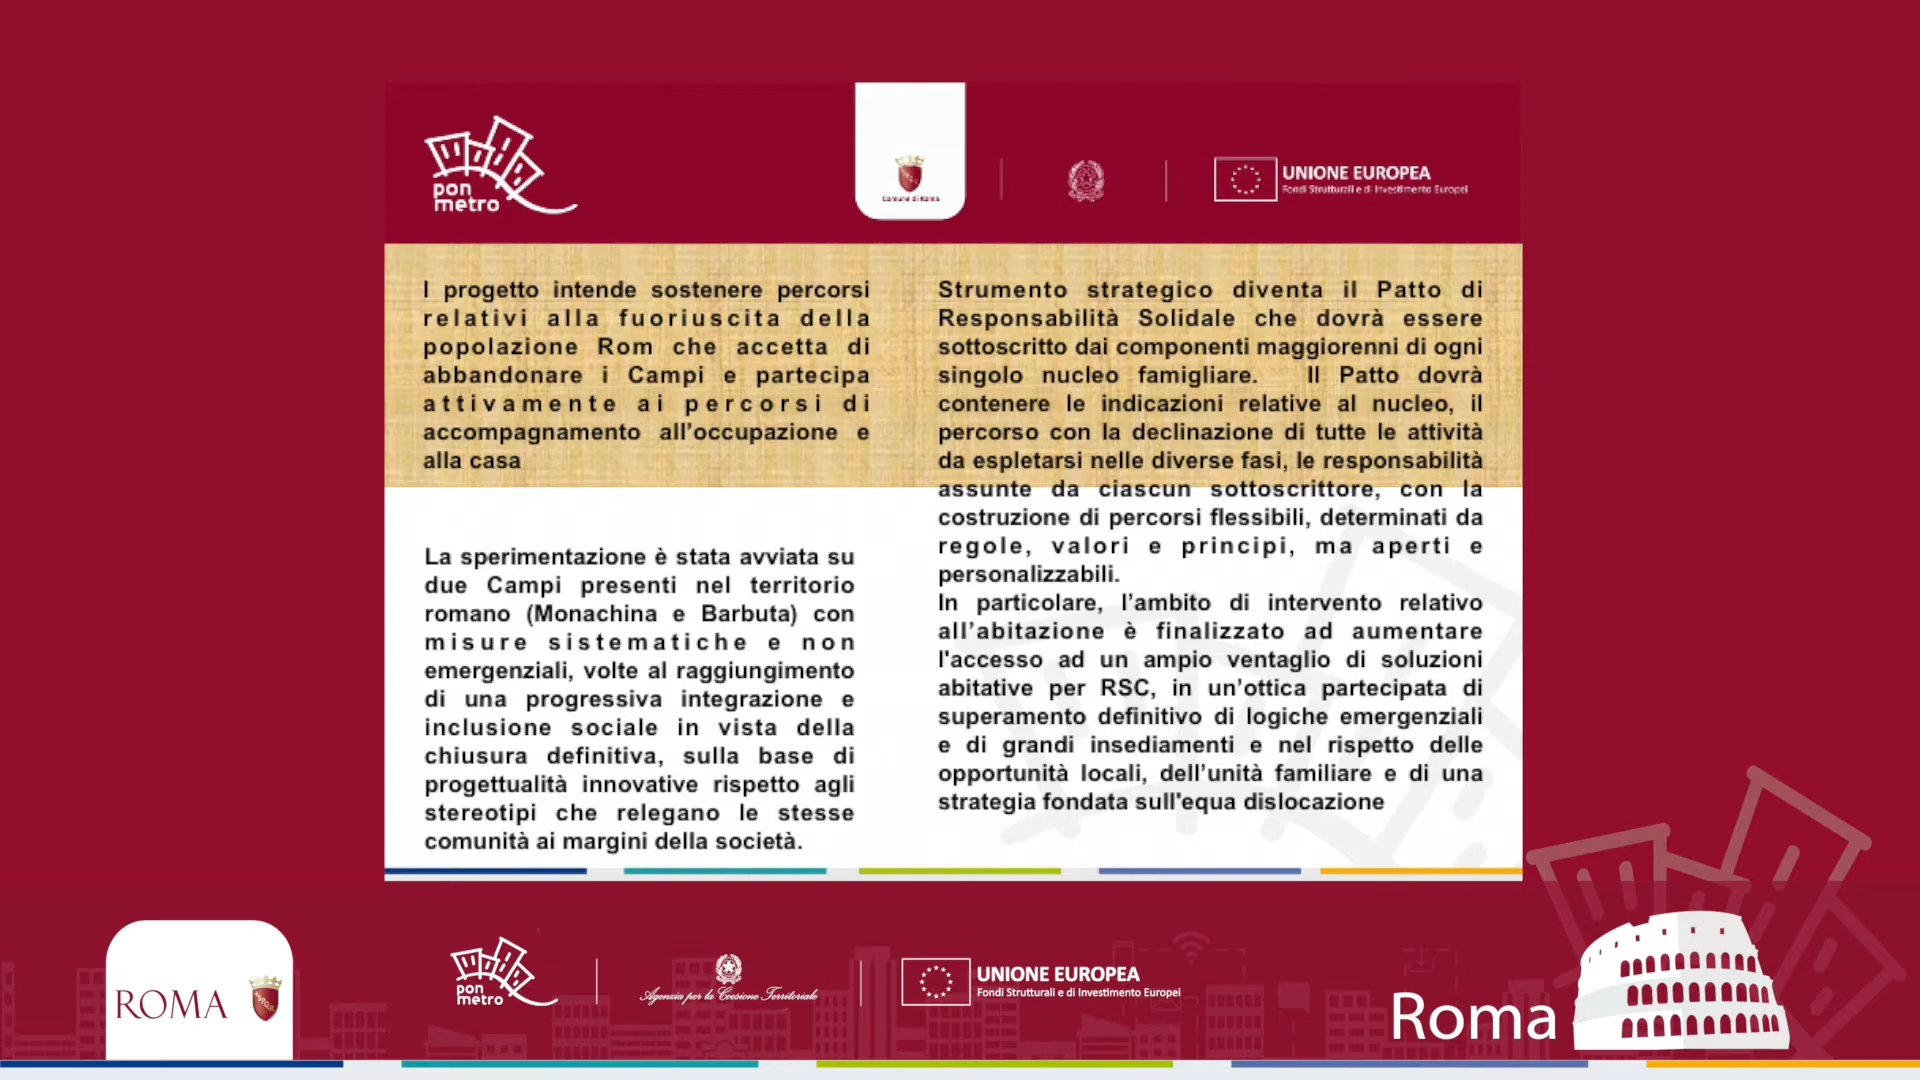 pon
metro
Comune di Roma
UNIONE EUROPEA
Fondi Strutturali e di Investimento Europei
I progetto intende sostenere percorsi
relativi alla fuoriuscita della
popolazione Rom che accetta di
abbandonare i Campi e partecipa
attivamente ai percorsi di
accompagnamento all’occupazione e
alla casa
La sperimentazione è stata avviata su
due Campi presenti nel territorio
romano (Monachina e Barbuta) con
misure sistematiche e non
emergenziali, volte al raggiungimento
di una progressiva integrazione e
inclusione sociale in vista della
chiusura definitiva, sulla base di
progettualità innovative rispetto agli
stereotipi che relegano le stesse
comunità ai margini della società.
Strumento strategico diventa il Patto di
Responsabilità Solidale che dovrà essere
sottoscritto dai componenti maggiorenni di ogni
singolo nucleo famigliare. Il Patto dovrà
contenere le indicazioni relative al nucleo, il
percorso con la declinazione di tutte le attività
da espletarsi nelle diverse fasi, le responsabilità
assunte da ciascun sottoscrittore, con la
costruzione di percorsi flessibili, determinati da
regole, valori e principi, ma aperti e
personalizzabili.
In particolare, l’ambito di intervento relativo
all’abitazione è finalizzato ad aumentare
l'accesso ad un ampio ventaglio di soluzioni
abitative per RSC, in un’ottica partecipata di
superamento definitivo di logiche emergenziali
e di grandi insediamenti e nel rispetto delle
opportunità locali, dell’unità familiare e di una
strategia fondata sull'equa dislocazione
ROMA
pon
metro
Agenzia per la Coesione Territoriale
UNIONE EUROPEA
Fondi Strutturali e di Investimento Europei
Roma